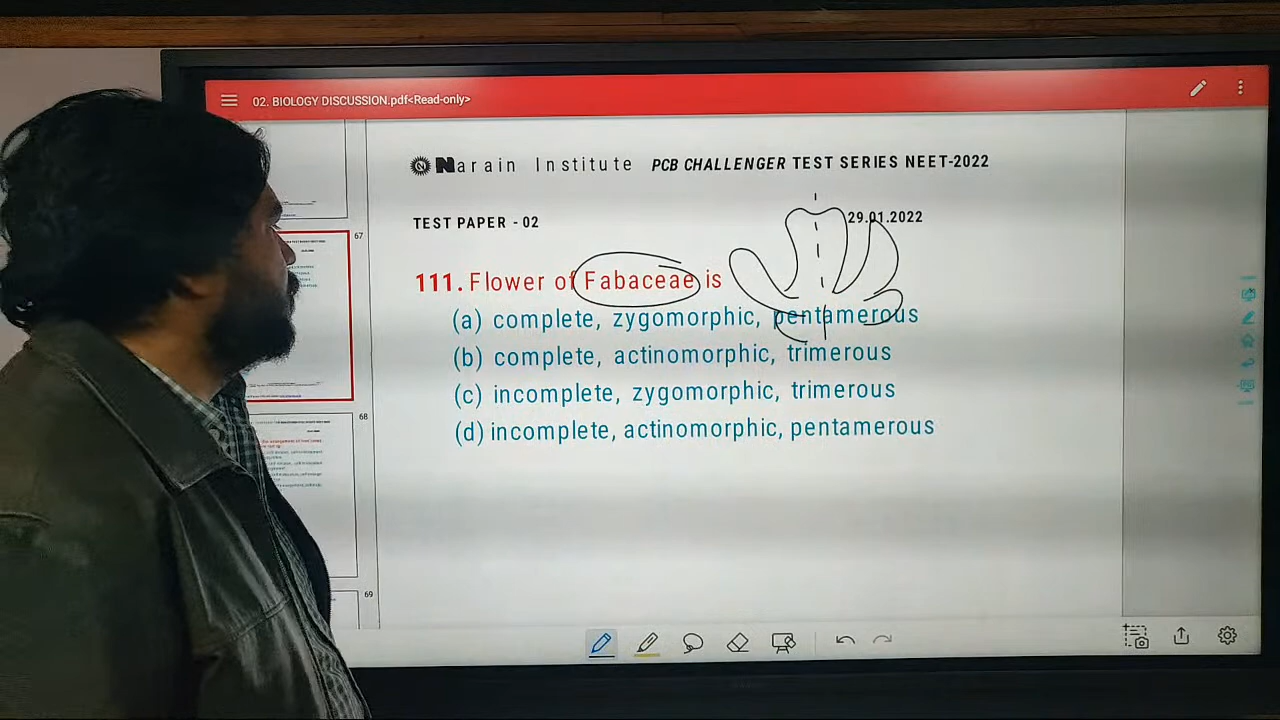 02. BIOLOGY DISCUSSION.pdf<Read-only>
Narain Institute PCB CHALLENGER TEST SERIES NEET-2022
TEST PAPER - 02
29.01.2022
67
111. Flower of Fabaceae is
(a) complete, zygomorphic, pentamerous
(b) complete, actinomorphic, trimerous
(c) incomplete, zygomorphic, trimerous
(d) incomplete, actinomorphic, pentamerous
68
69